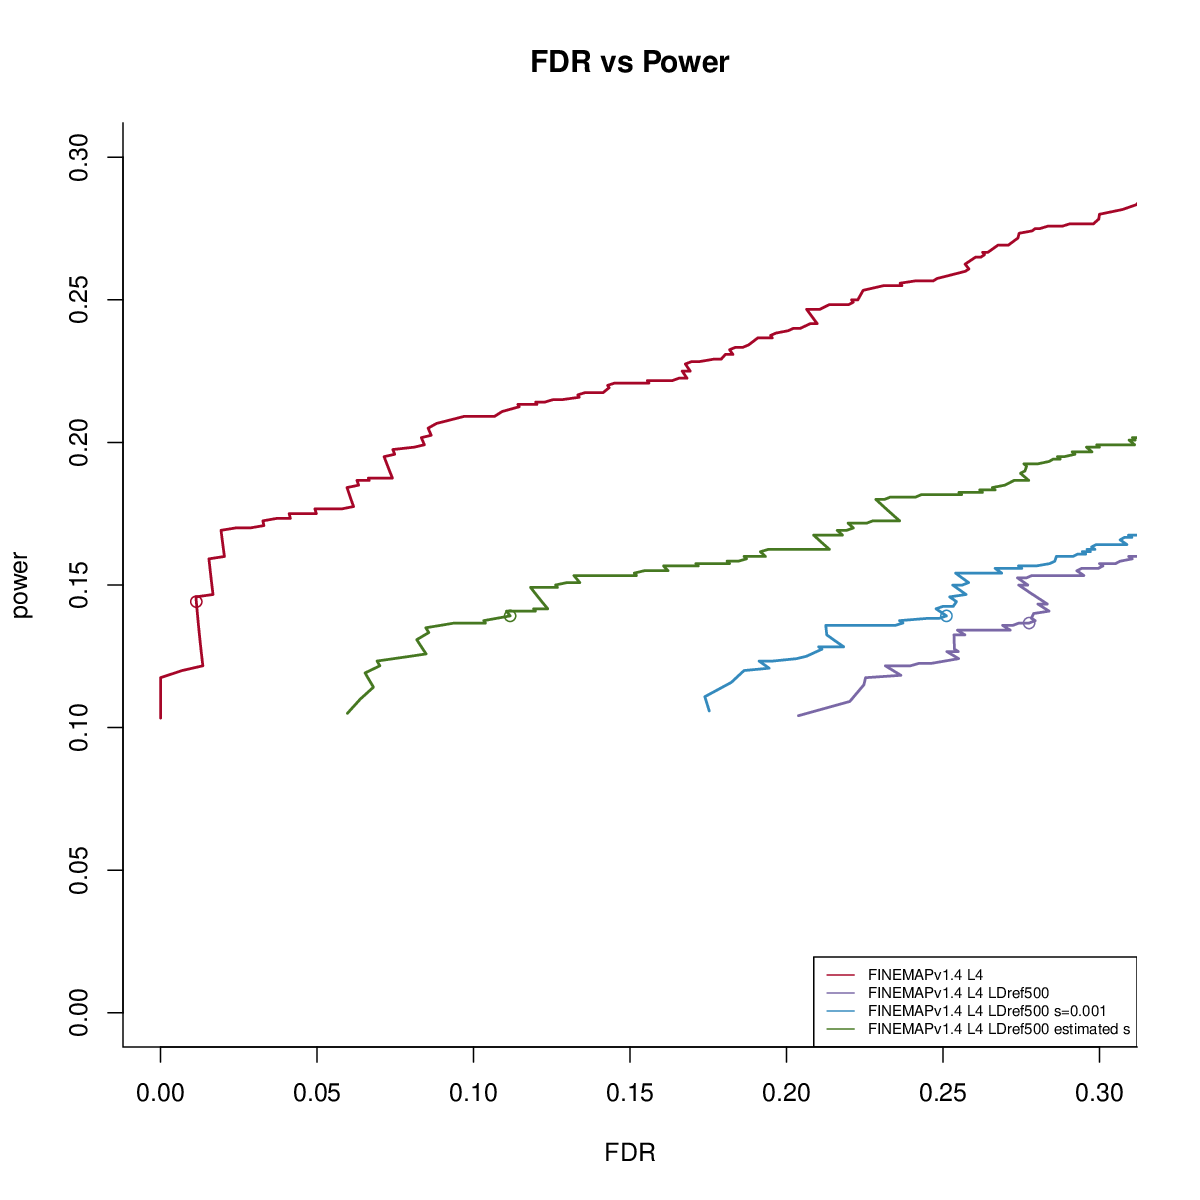 FDR vs Power
power
0.30
0.25
0.20
0.15
0.10
0.05
0.00
FINEMAPv1.4 L4
FINEMAPv1.4 L4 LDref500
FINEMAPv1.4 L4 LDref500 s=0.001
FINEMAPv1.4 L4 LDref500 estimated s
0.00 0.05 0.10 0.15 0.20 0.25 0.30
FDR